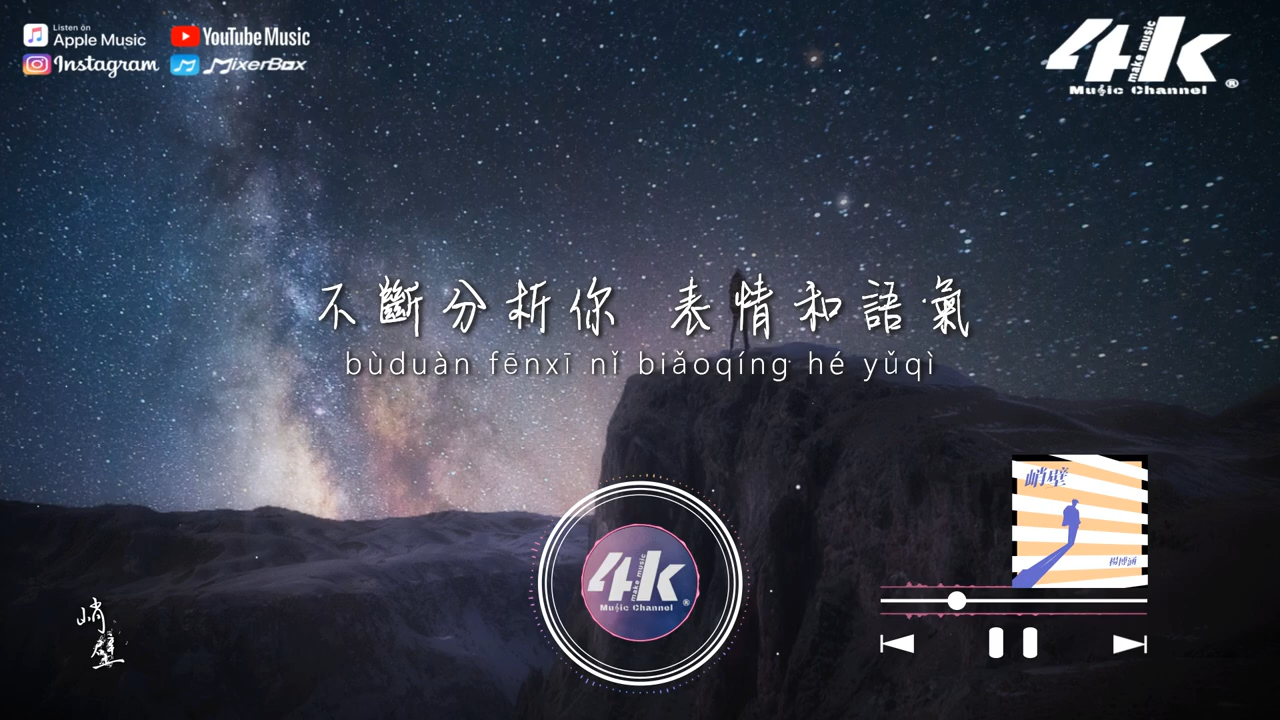 Listen on
Apple Music
YouTube Music
Instagram
MixerBox
4k
make music
Music Channel
®
不斷分析你 表情和語氣
bùduàn fēnxī nǐ biǎoqíng hé yǔqì
峭壁
楊博涵
4k
make music
Music Channel
®
峭壁